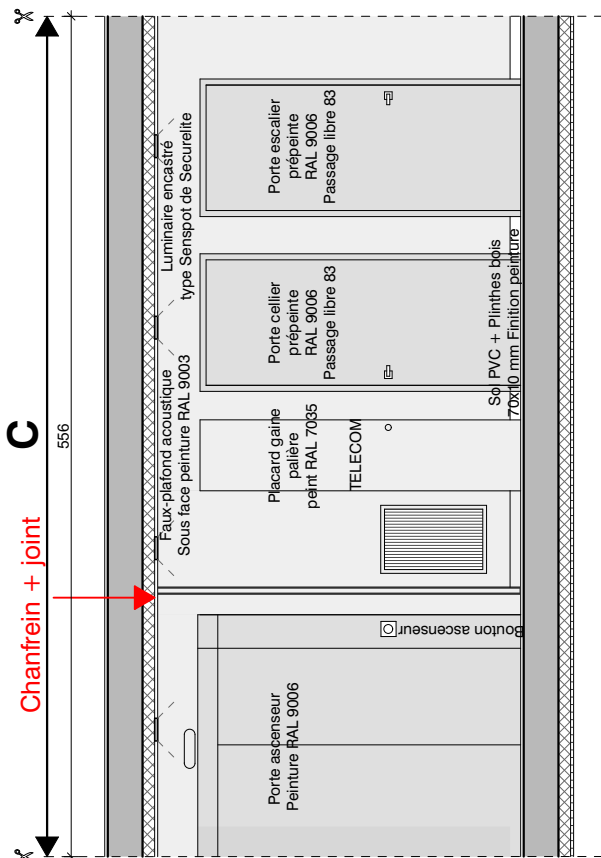 C
556
Chanfrein + joint
Faux-plafond acoustique
Sous face peinture RAL 9003
Luminaire encastré
type Senspot de Securelite
Porte ascenseur
Peinture RAL 9006
Bouton ascenseur
Placard gaine
palière
peint RAL 7035
TELECOM
Porte cellier
prépeinte
RAL 9006
Passage libre 83
Porte escalier
prépeinte
RAL 9006
Passage libre 83
Sol PVC + Plinthes bois
70x10 mm Finition peinture